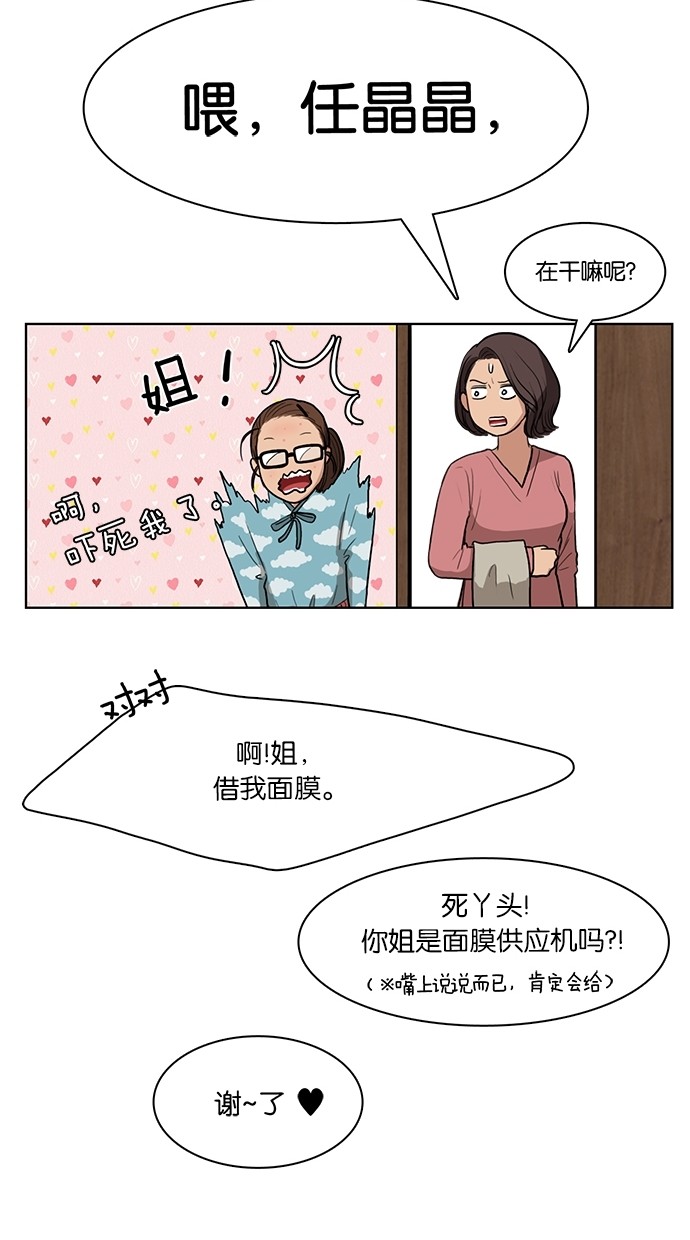 喂，任晶晶，
在干嘛呢？
姐！
啊，
吓死我了。
对对
啊！姐，
借我面膜。
死丫头！
你姐是面膜供应机吗？！
（※嘴上说说而已，肯定会给）
谢~了 ♥